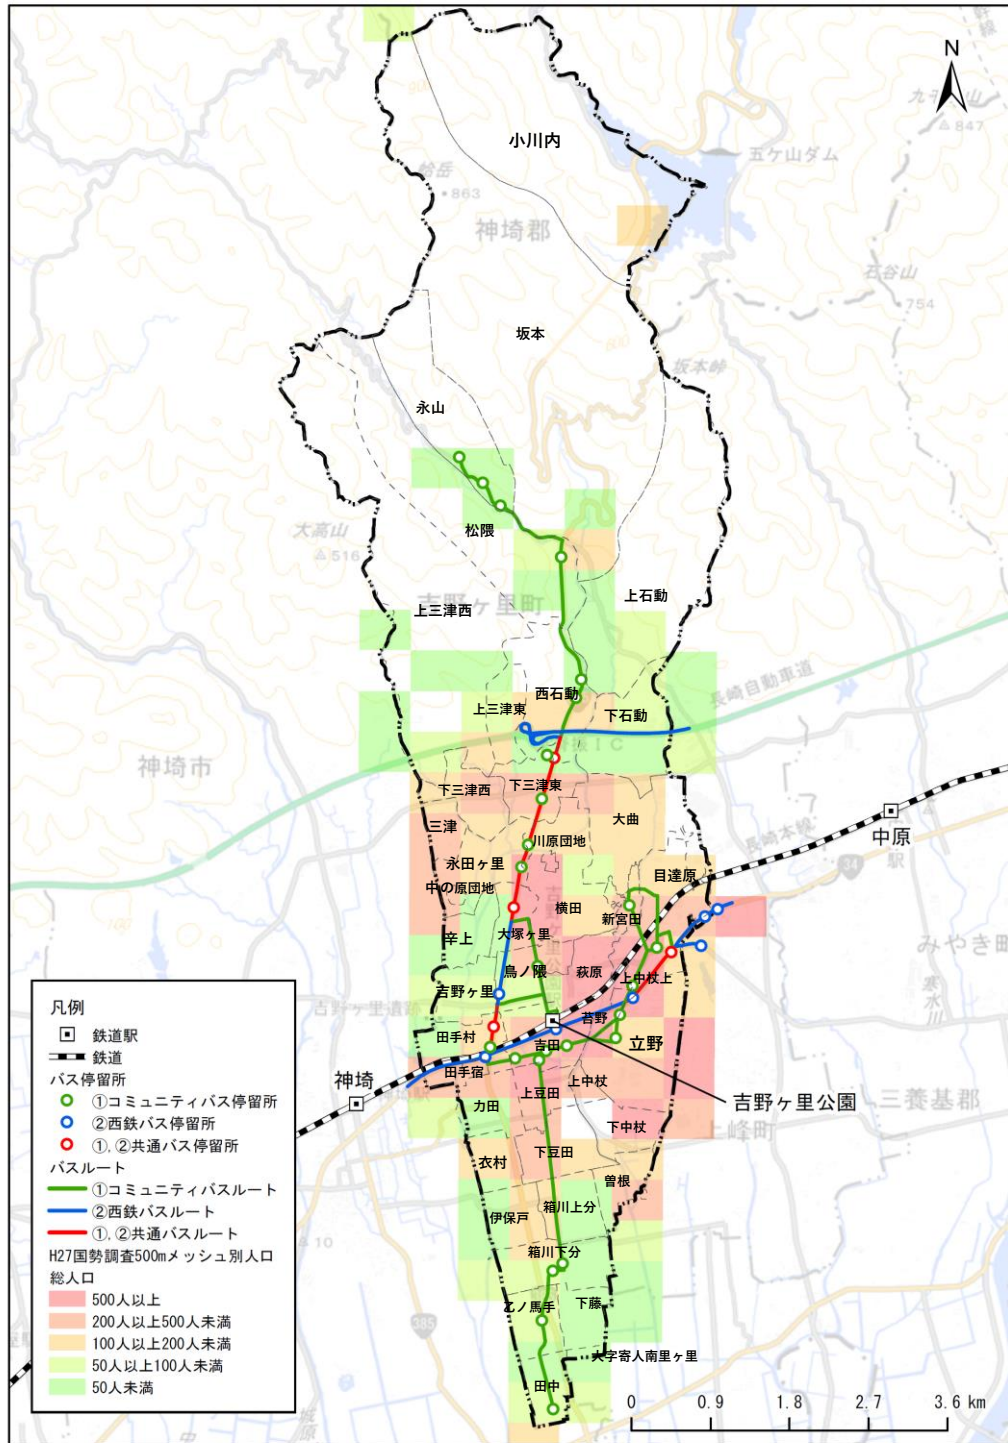 N
小川内
九千 山
△847
五ケ山ダム
蛤岳
•863
神埼郡
石谷山
•754
坂本
坂本峠
永山
松隈
大高山
△516
吉野ヶ里町
上石動
上三津西
西石動
上三津東
下石動
長崎自動車道
神埼市
下三津西
下三津東
三津
大曲
川原団地
永田ヶ里
中の原団地
長崎本線
中原
駅
34
目達原
横田
新宮田
大塚ヶ里
辛上
鳥ノ隈
萩原
上中杖上
みやき町
寒水川
吉野ヶ里
吉野ヶ里遺跡
苔野
田手村
吉田
立野
田手宿
神埼
上豆田
上中杖
吉野ヶ里公園
三養基郡
力田
下中杖
上峰町
衣村
下豆田
曽根
箱川上分
伊保戸
箱川下分
乙ノ馬手
下藤
385
大字寄人南里ヶ里
田中
凡例
鉄道駅
鉄道
バス停留所
①コミュニティバス停留所
②西鉄バス停留所
①,②共通バス停留所
バスルート
①コミュニティバスルート
②西鉄バスルート
①,②共通バスルート
H27国勢調査500mメッシュ別人口
総人口
500人以上
200人以上500人未満
100人以上200人未満
50人以上100人未満
50人未満
0 0.9 1.8 2.7 3.6 km